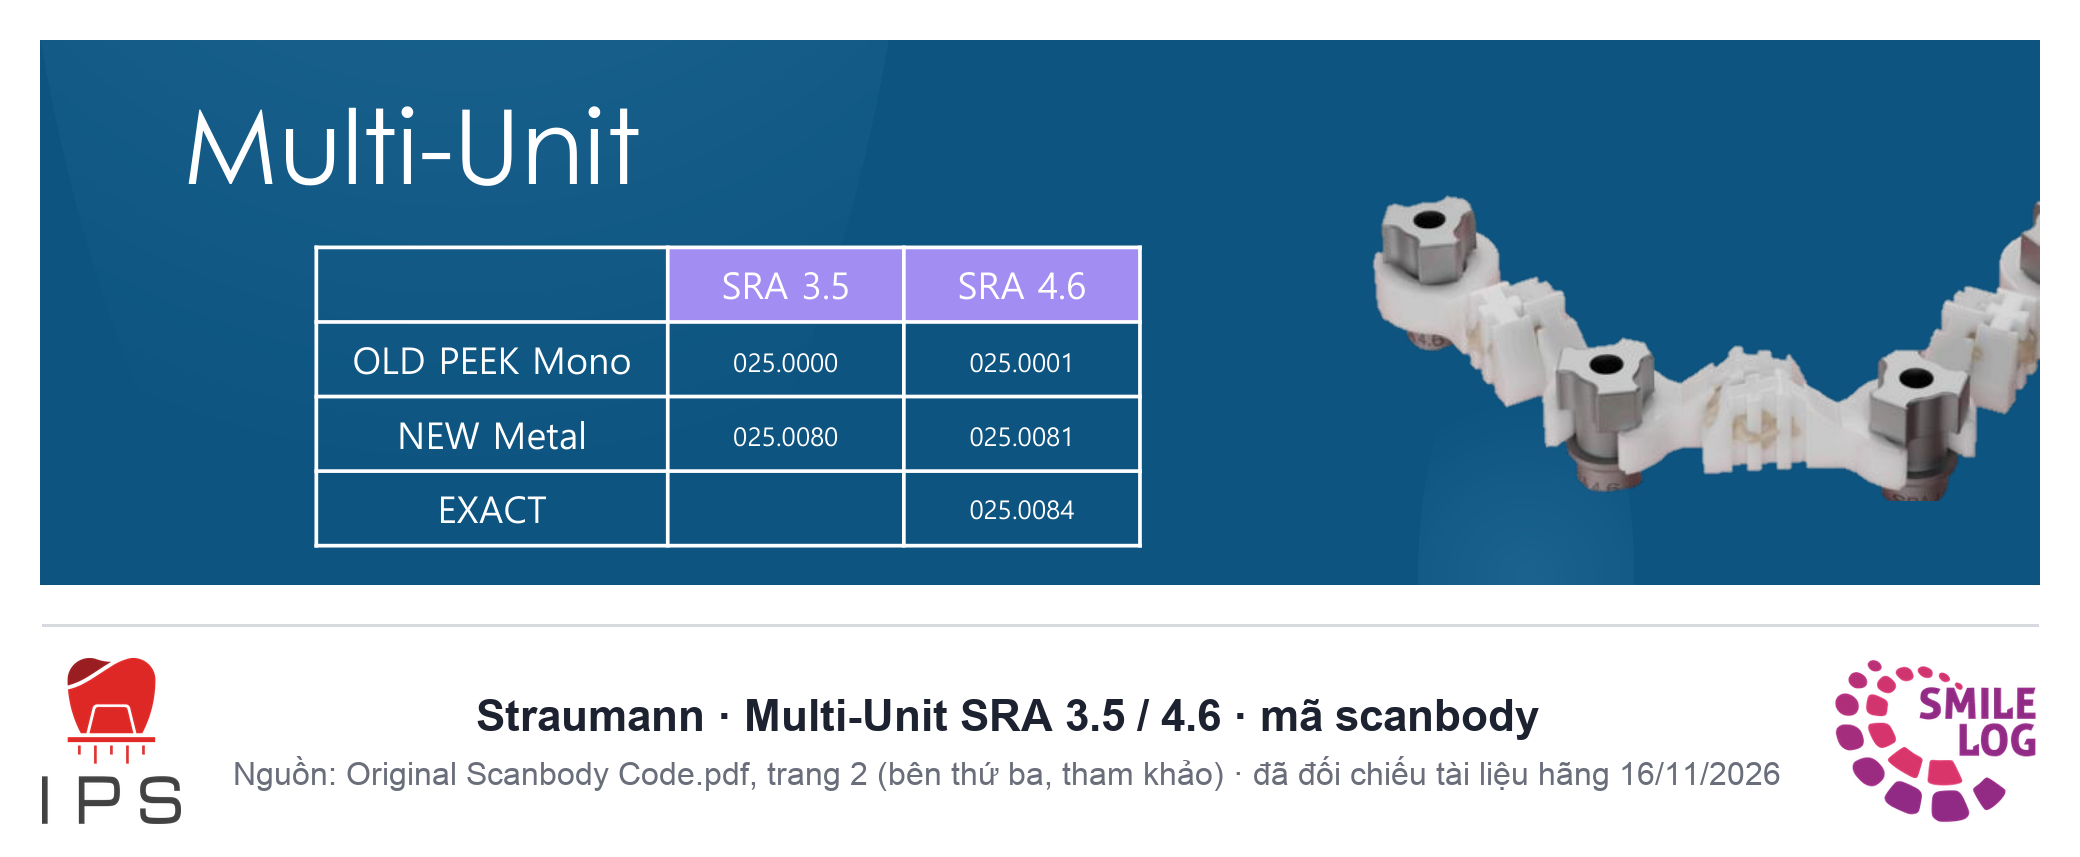 Multi-Unit
SRA 3.5 SRA 4.6
OLD PEEK Mono 025.0000 025.0001
NEW Metal 025.0080 025.0081
EXACT 025.0084
4.6
Straumann · Multi-Unit SRA 3.5 / 4.6 · mã scanbody
Nguồn: Original Scanbody Code.pdf, trang 2 (bên thứ ba, tham khảo) · đã đối chiếu tài liệu hãng 16/11/2026
IPS
SMILE
LOG